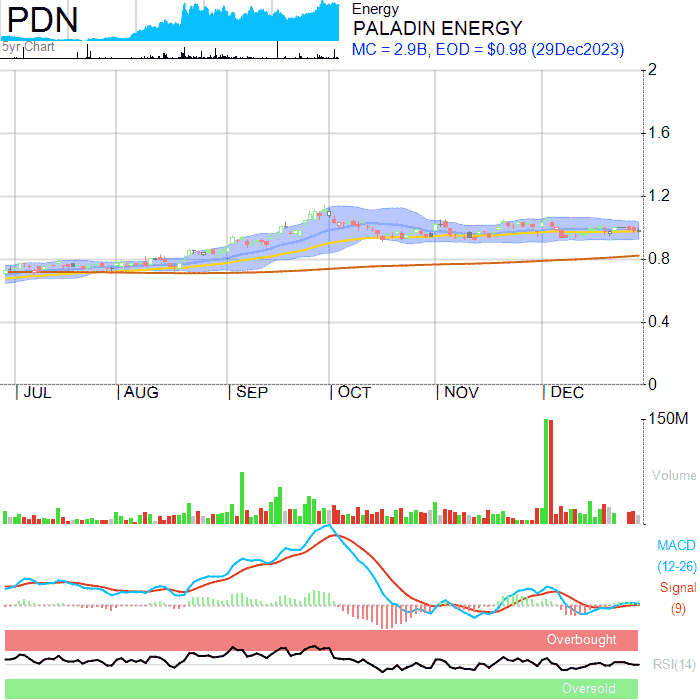 PDN
5yr Chart
Energy
PALADIN ENERGY
MC = 2.9B, EOD = $0.98 (29Dec2023)
2
1.6
1.2
0.8
0.4
0
JUL AUG SEP OCT NOV DEC
150M
Volume
MACD
(12-26)
Signal
(9)
Overbought
RSI(14)
Oversold